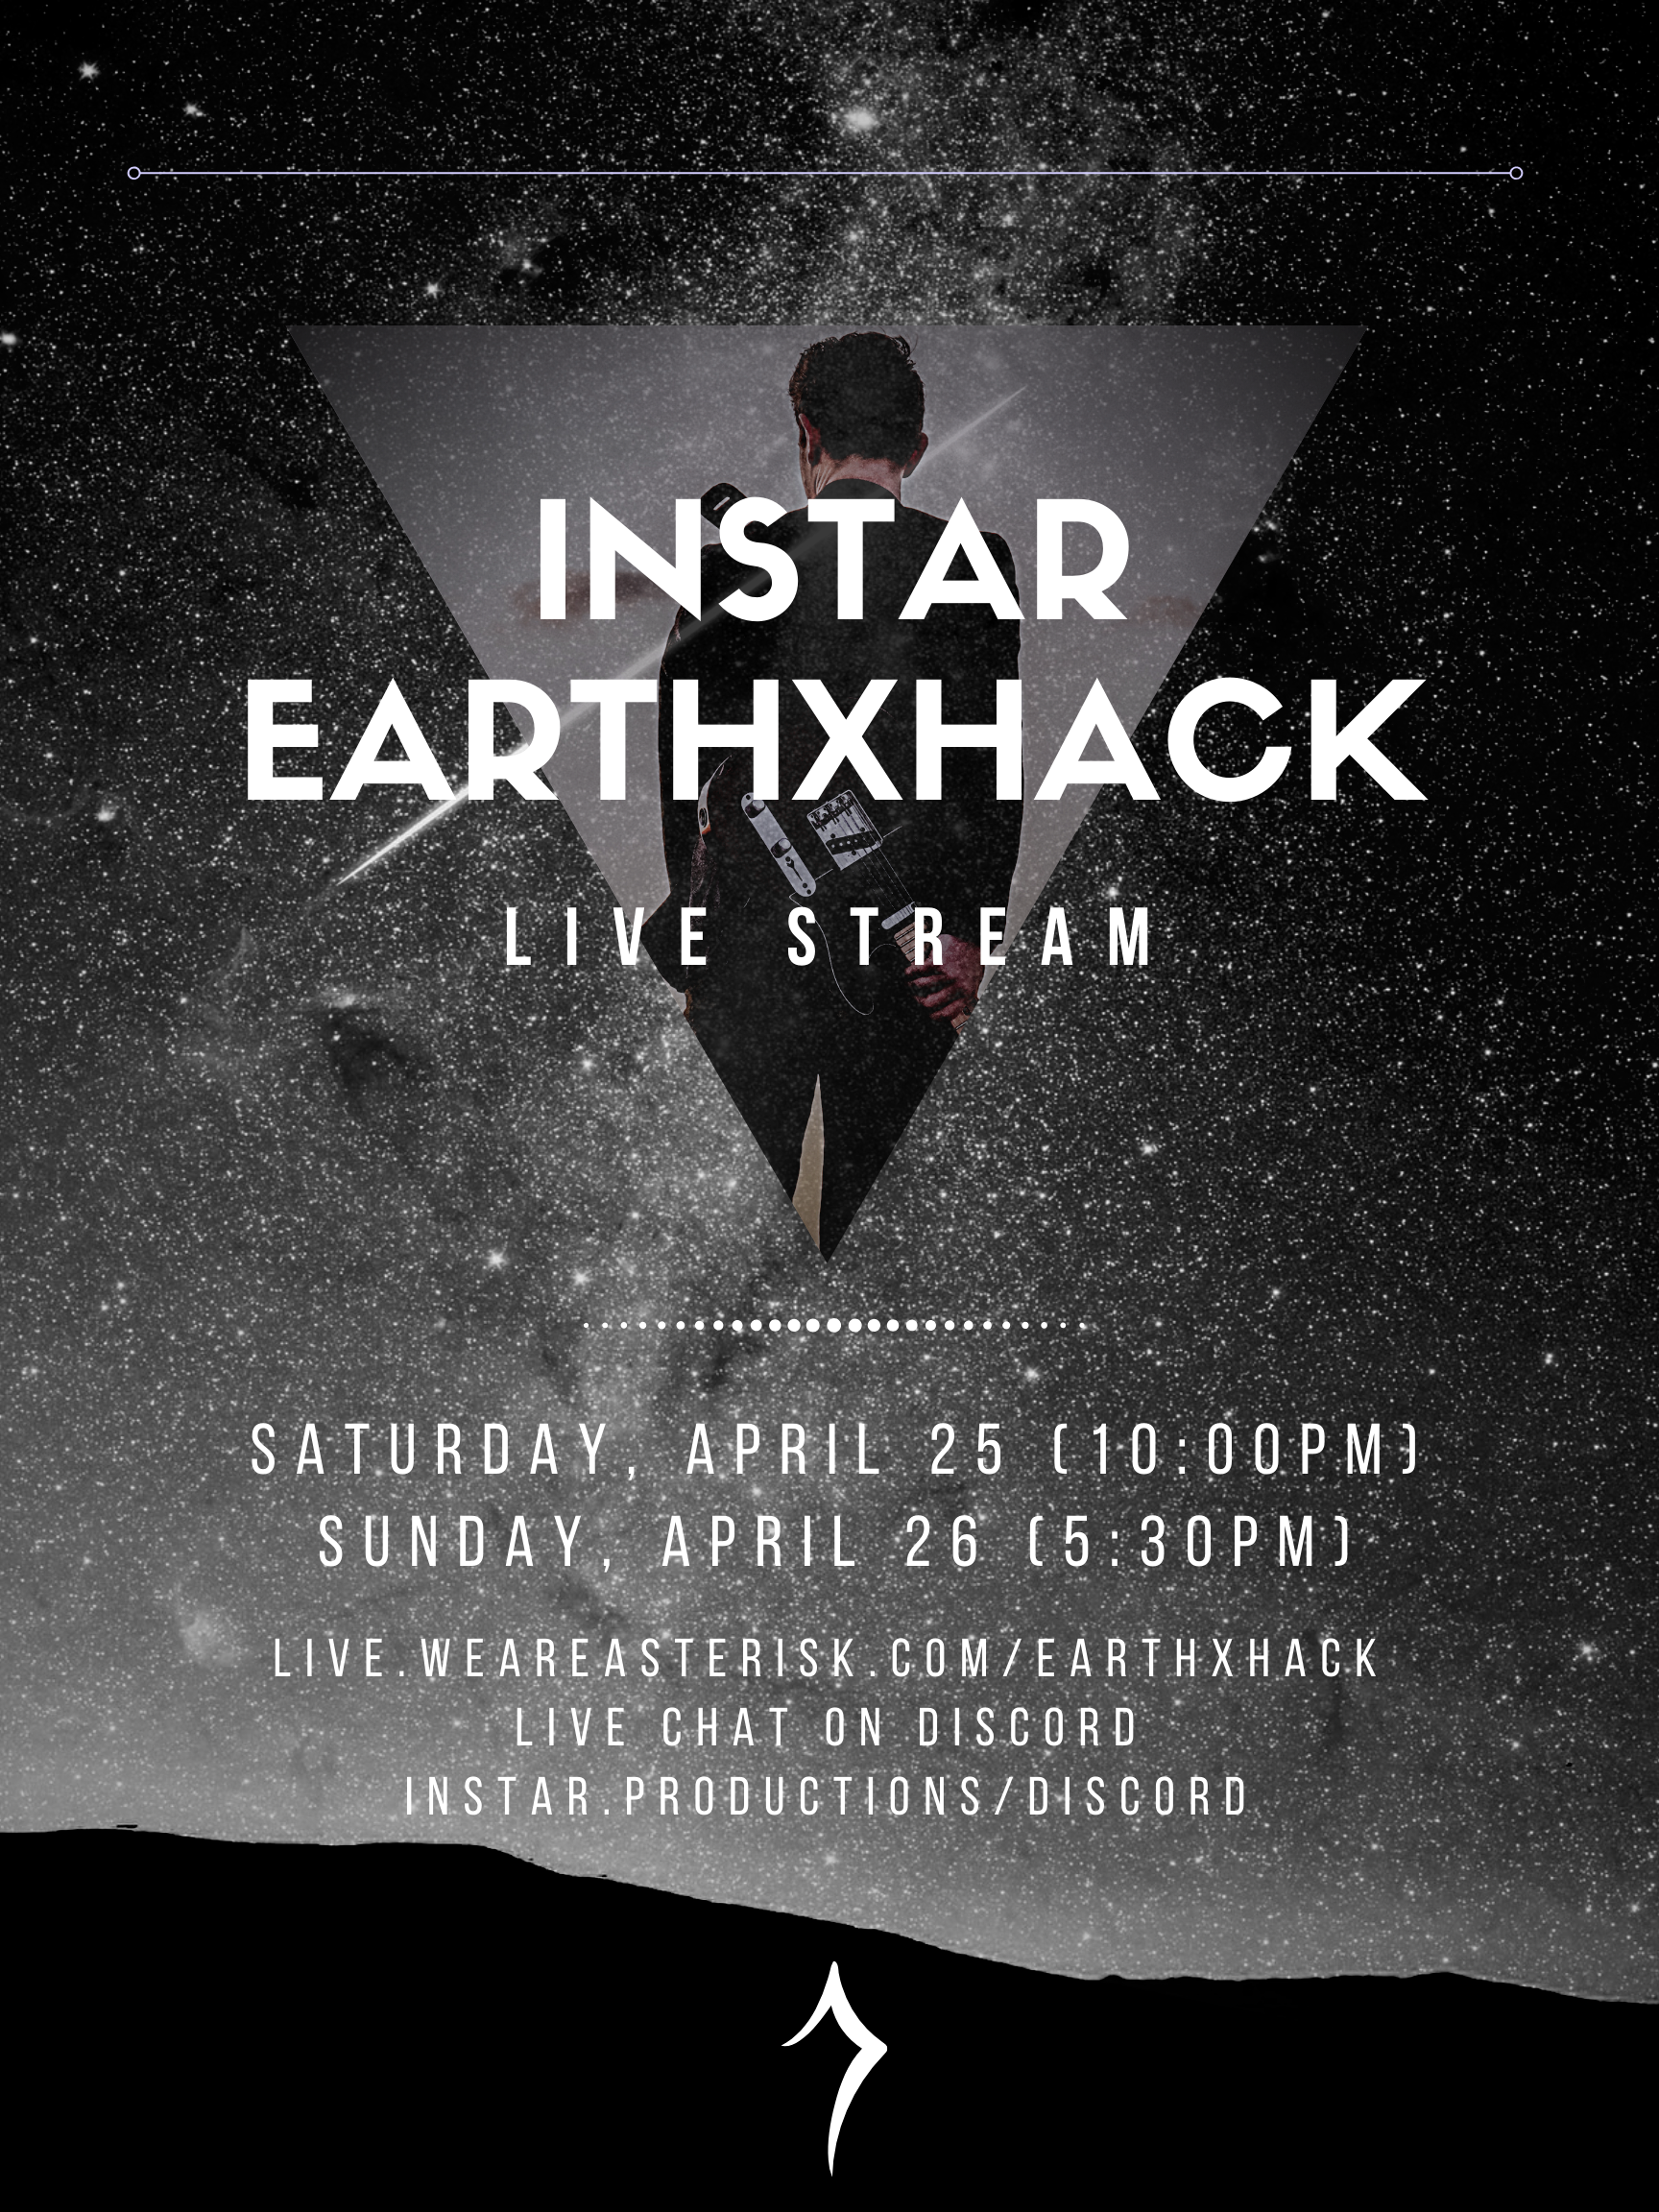 INSTAR
EARTHXHACK
LIVE STREAM
SATURDAY, APRIL 25 (10:00PM)
SUNDAY, APRIL 26 (5:30PM)
LIVE.WEAREASTERISK.COM/EARTHXHACK
LIVE CHAT ON DISCORD
INSTAR.PRODUCTIONS/DISCORD